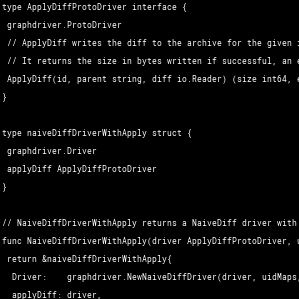 type ApplyDiffProtoDriver interface {
graphdriver.ProtoDriver
// ApplyDiff writes the diff to the archive for the given
// It returns the size in bytes written if successful, an
ApplyDiff(id, parent string, diff io.Reader) (size int64,
}
type naiveDiffDriverWithApply struct {
graphdriver.Driver
applyDiff ApplyDiffProtoDriver
}
// NaiveDiffDriverWithApply returns a NaiveDiff driver with
func NaiveDiffDriverWithApply(driver ApplyDiffProtoDriver,
return &naiveDiffDriverWithApply{
Driver: graphdriver.NewNaiveDiffDriver(driver, uidMaps,
applyDiff: driver,